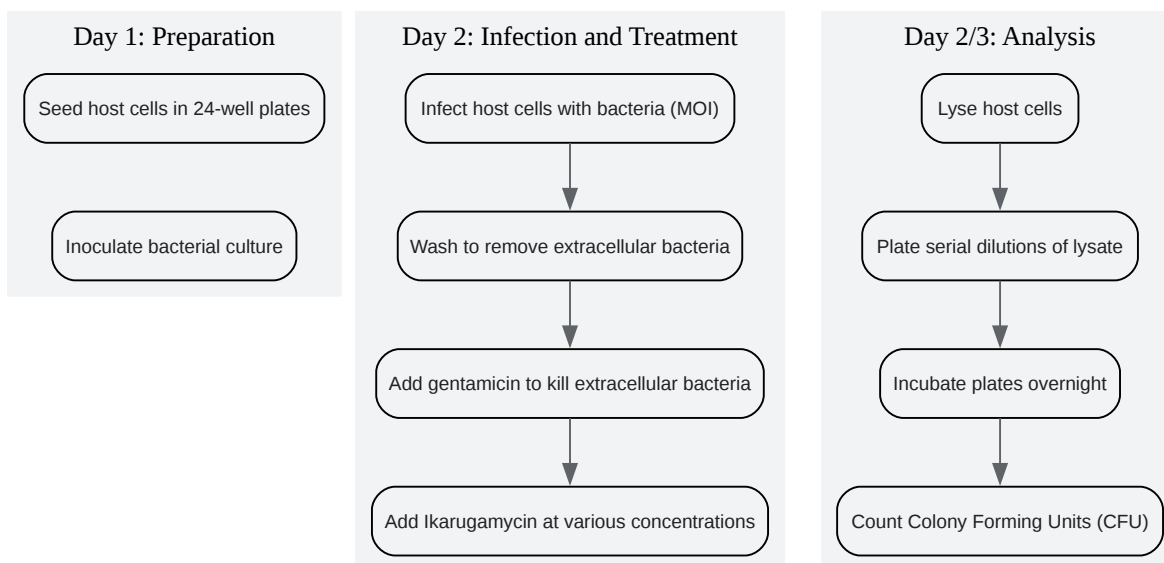 Day 1: Preparation
Seed host cells in 24-well plates
Inoculate bacterial culture
Day 2: Infection and Treatment
Infect host cells with bacteria (MOI)
Wash to remove extracellular bacteria
Add gentamicin to kill extracellular bacteria
Add Ikarugamycin at various concentrations
Day 2/3: Analysis
Lyse host cells
Plate serial dilutions of lysate
Incubate plates overnight
Count Colony Forming Units (CFU)